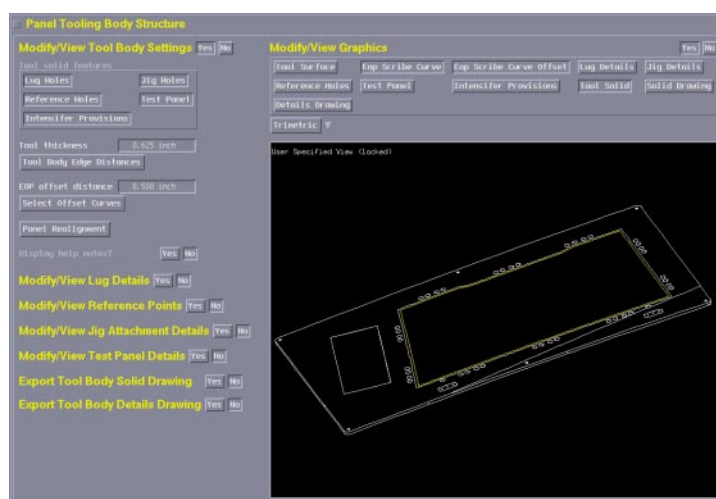 Panel Tooling Body Structure
Modify/View Tool Body Settings Yes No
Tool solid features
Lug Holes Jig Holes
Reference Holes Test Panel
Intensifer Provisions
Tool thickness 0.625 inch
Tool Body Edge Distances
EOP offset distance 0.500 inch
Select Offset Curves
Panel Realignment
Display help notes? Yes No
Modify/View Lug Details Yes No
Modify/View Reference Points Yes No
Modify/View Jig Attachment Details Yes No
Modify/View Test Panel Details Yes No
Export Tool Body Solid Drawing Yes No
Export Tool Body Details Drawing Yes No
Modify/View Graphics Yes No
Tool Surface Eop Scribe Curve Eop Scribe Curve Offset Lug Details Jig Details
Reference Holes Test Panel Intensifer Provisions Tool Solid Solid Drawing
Details Drawing
Trimetric
User Specified View (locked)